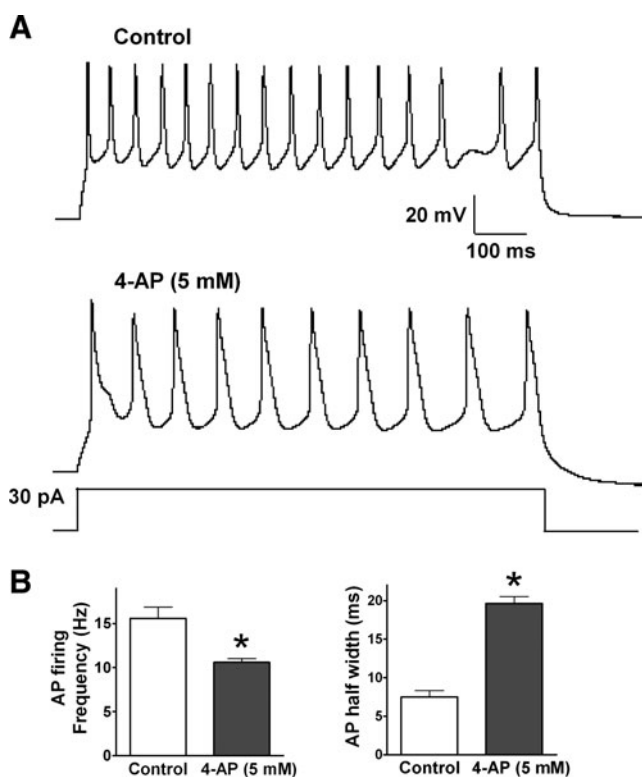 A
Control
20 mV
100 ms
4-AP (5 mM)
30 pA
B
AP firing
Frequency (Hz)
15
10
5
0
*
Control
4-AP (5 mM)
AP half width (ms)
20
15
10
5
0
*
Control
4-AP (5 mM)